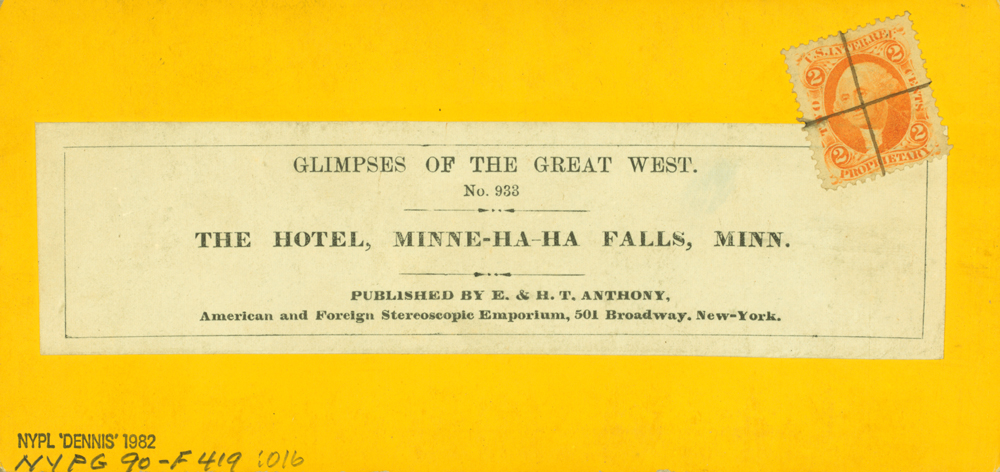 GLIMPSES OF THE GREAT WEST.
No. 933
THE HOTEL, MINNE-HA-HA FALLS, MINN.
PUBLISHED BY E. & H. T. ANTHONY,
American and Foreign Stereoscopic Emporium, 501 Broadway. New-York.
U.S. INTER. REV.
2 2
TWO CENTS
2 2
PROPRIETARY
NYPL 'DENNIS' 1982
NYPG 90-F419 1016